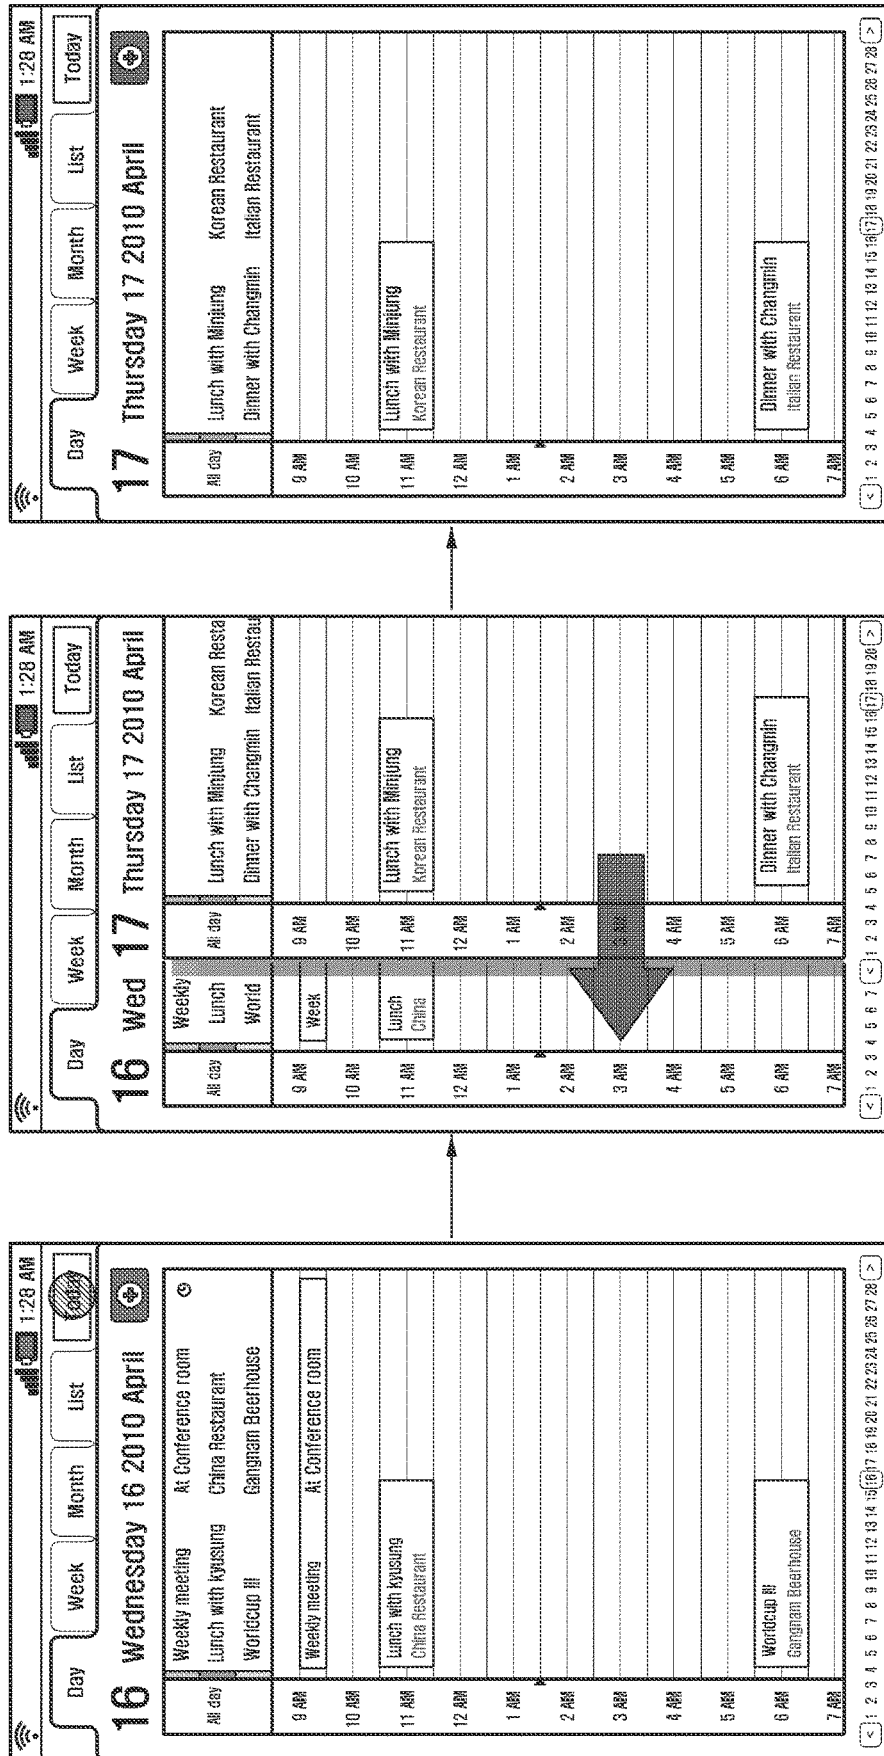 1:28 AM
Day Week Month List Today
16 Wednesday 16 2010 April
All day
Weekly meeting At Conference room
Lunch with kyusung China Restaurant
Worldcup III Gangnam Beerhouse
9 AM
Weekly meeting At Conference room
10 AM
11 AM
Lunch with kyusung
China Restaurant
12 AM
1 AM
2 AM
3 AM
4 AM
5 AM
6 AM
Worldcup III
Gangnam Beerhouse
7 AM
< 1 2 3 4 5 6 7 8 9 10 11 12 13 14 15 16 17 18 19 20 21 22 23 24 25 26 27 28 >
1:28 AM
Day Week Month List Today
16 Wed 17 Thursday 17 2010 April
All day
Weekly
Lunch
World
All day
Lunch with Minjung Korean Resta
Dinner with Changmin Italian Restau
9 AM
Week
9 AM
10 AM
10 AM
11 AM
Lunch
China
11 AM
Lunch with Minjung
Korean Restaurant
12 AM
12 AM
1 AM
1 AM
2 AM
2 AM
3 AM
3 AM
4 AM
4 AM
5 AM
5 AM
6 AM
6 AM
Dinner with Changmin
Italian Restaurant
7 AM
7 AM
< 1 2 3 4 5 6 7 < 1 2 3 4 5 6 7 8 9 10 11 12 13 14 15 16 17 18 19 20 >
1:28 AM
Day Week Month List Today
17 Thursday 17 2010 April
All day
Lunch with Minjung Korean Restaurant
Dinner with Changmin Italian Restaurant
9 AM
10 AM
11 AM
Lunch with Minjung
Korean Restaurant
12 AM
1 AM
2 AM
3 AM
4 AM
5 AM
6 AM
Dinner with Changmin
Italian Restaurant
7 AM
< 1 2 3 4 5 6 7 8 9 10 11 12 13 14 15 16 17 18 19 20 21 22 23 24 25 26 27 28 >